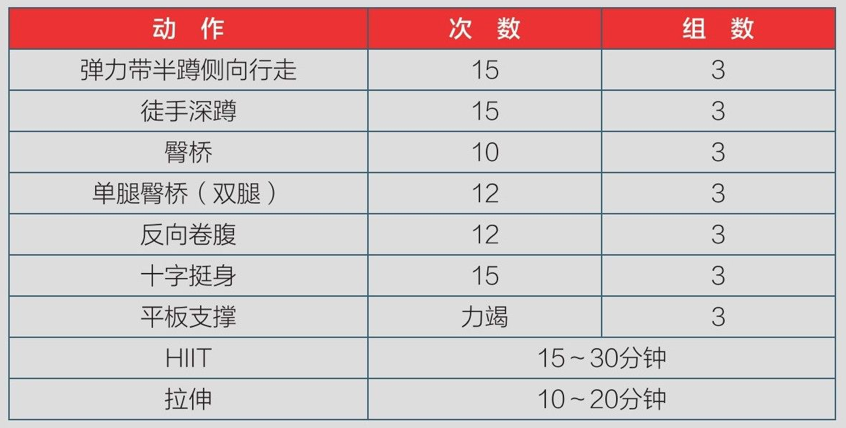 动 作 次 数 组 数
弹力带半蹲侧向行走 15 3
徒手深蹲 15 3
臀桥 10 3
单腿臀桥（双腿） 12 3
反向卷腹 12 3
十字挺身 15 3
平板支撑 力竭 3
HIIT 15～30分钟
拉伸 10～20分钟